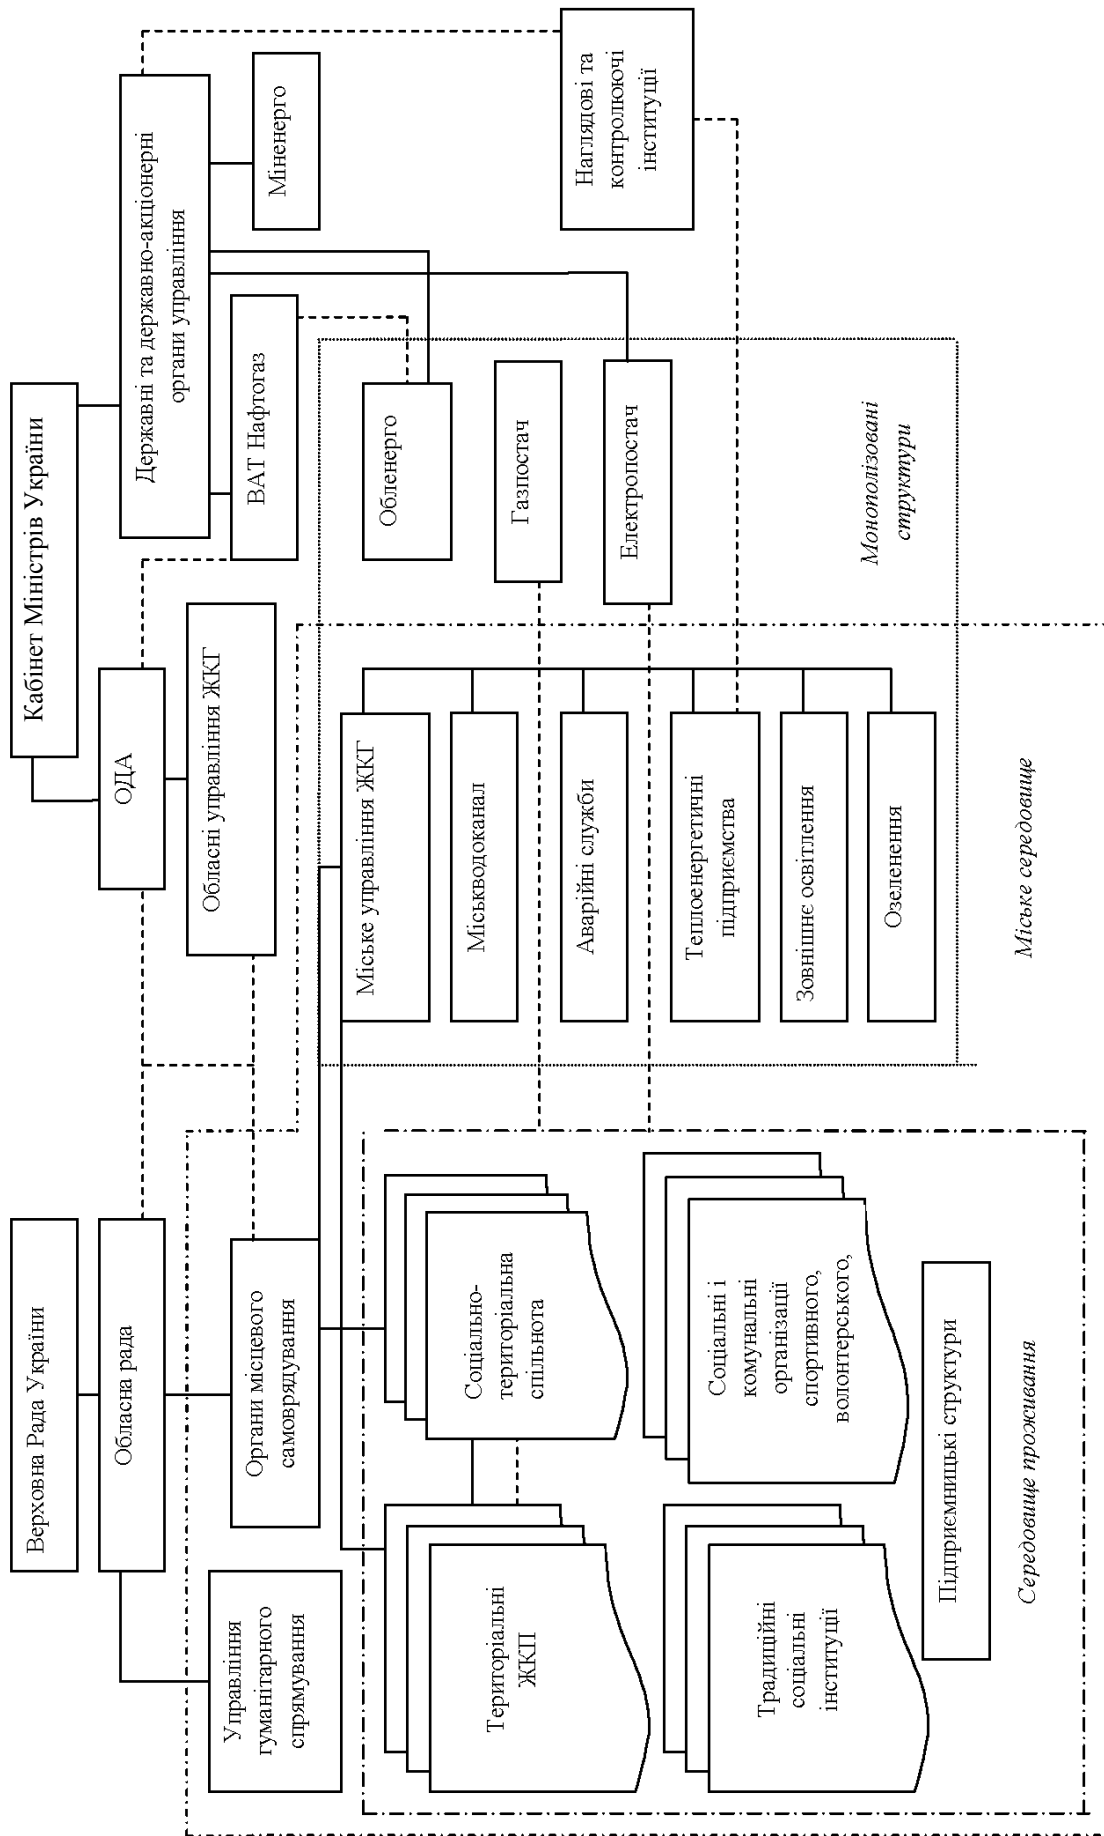 Верховна Рада України
Кабінет Міністрів України
Обласна рада
ОДА
Державні та державно-акціонерні
органи управління
Управління
гуманітарного
спрямування
Органи місцевого
самоврядування
Обласні управління ЖКГ
ВАТ Нафтогаз
Міненерго
Територіальні
ЖКП
Соціально-
територіальна
спільнота
Міське управління ЖКГ
Обленерго
Міськводоканал
Газпостач
Аварійні служби
Електропостач
Наглядові та
контролюючі
інституції
Традиційні
соціальні
інституції
Соціальні і
комунальні
організації
спортивного,
волонтерського,
Теплоенергетичні
підприємства
Зовнішнє освітлення
Озеленення
Монополізовані
структури
Підприємницькі структури
Середовище проживання
Міське середовище